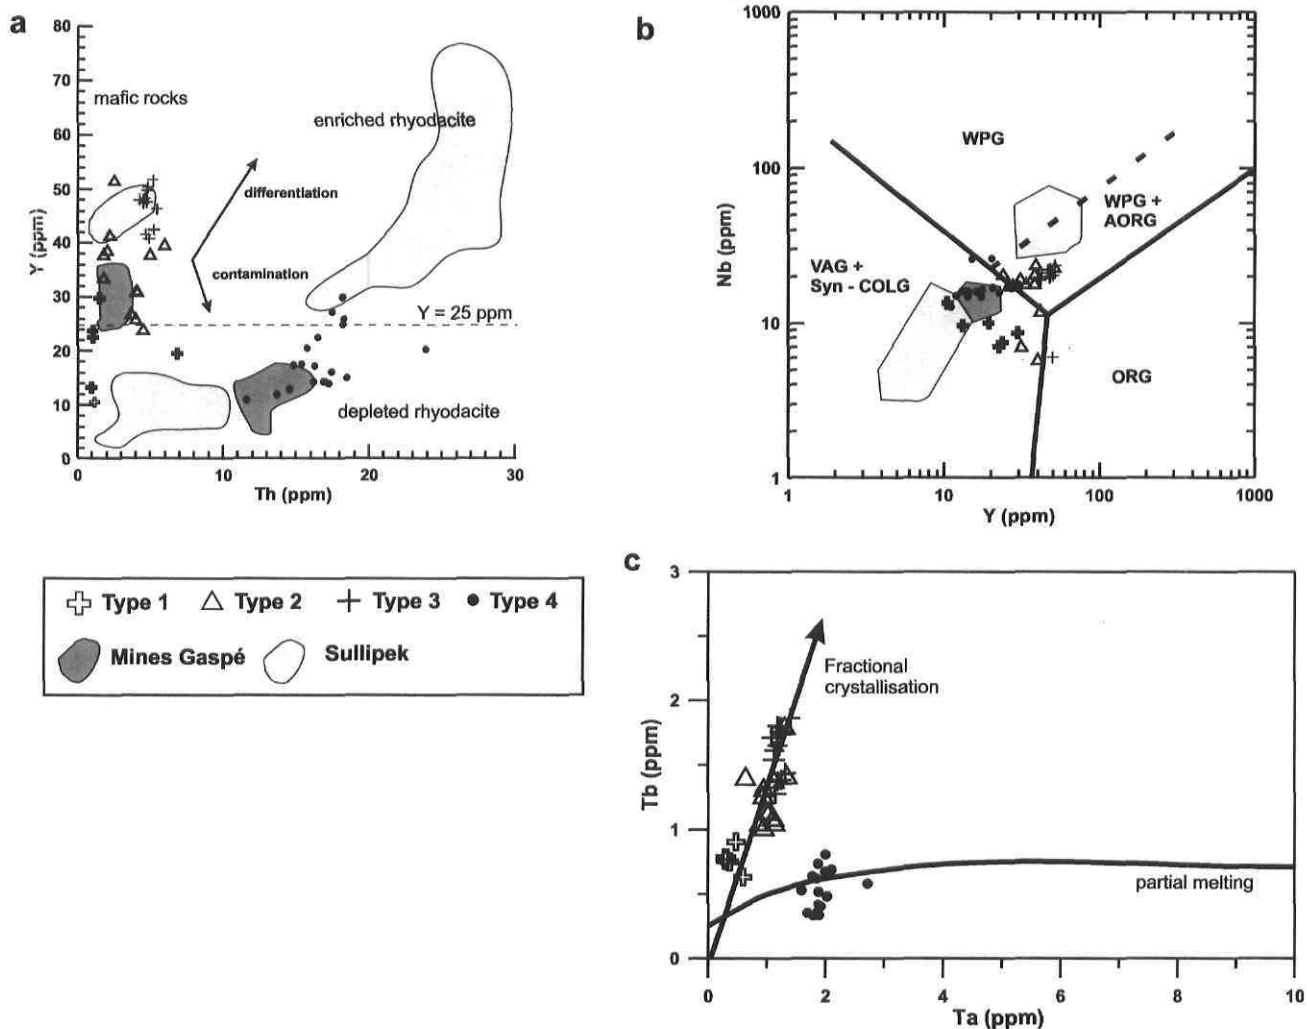 a
80
70
60
50
40
30
20
10
0
Y (ppm)
mafic rocks
enriched rhyodacite
differentiation
contamination
Y = 25 ppm
depleted rhyodacite
0 10 20 30
Th (ppm)
b
1000
100
10
1
Nb (ppm)
WPG
WPG +
AORG
VAG +
Syn - COLG
ORG
1 10 100 1000
Y (ppm)
Type 1 Type 2 Type 3 Type 4
Mines Gaspé Sullipek
c
3
2
1
0
Tb (ppm)
Fractional
crystallisation
partial melting
0 2 4 6 8 10
Ta (ppm)